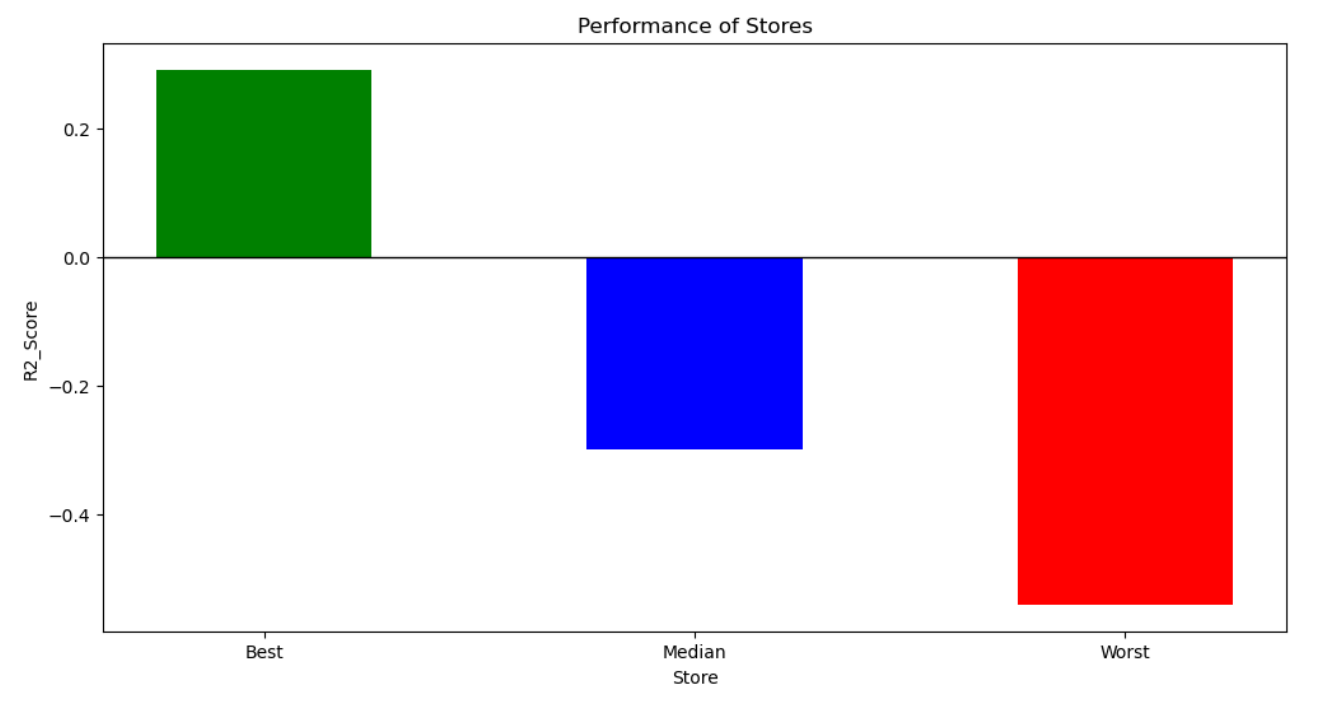 Performance of Stores
0.2
0.0
−0.2
−0.4
R2_Score
Best Median Worst
Store